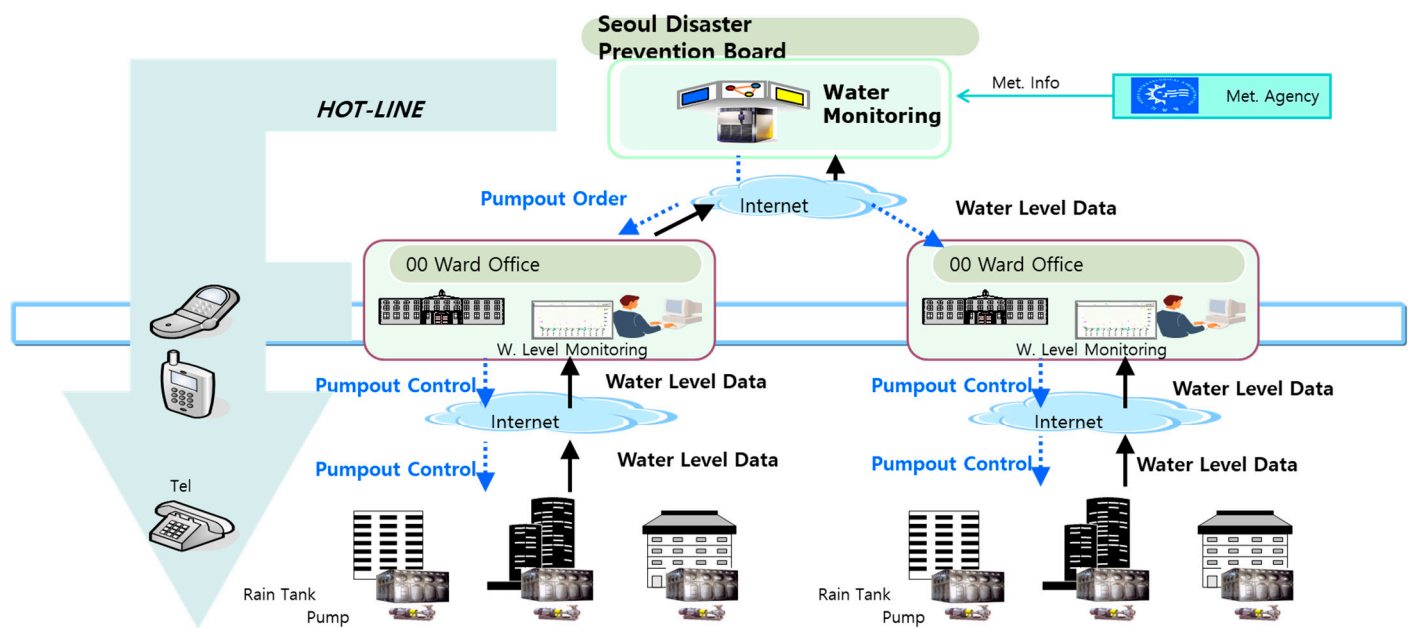 Seoul Disaster
Prevention Board
HOT-LINE
Water
Monitoring
Met. Info
Met. Agency
Pumpout Order
Internet
Water Level Data
00 Ward Office
00 Ward Office
W. Level Monitoring
W. Level Monitoring
Pumpout Control
Water Level Data
Pumpout Control
Water Level Data
Internet
Internet
Pumpout Control
Water Level Data
Pumpout Control
Water Level Data
Tel
Rain Tank
Pump
Rain Tank
Pump